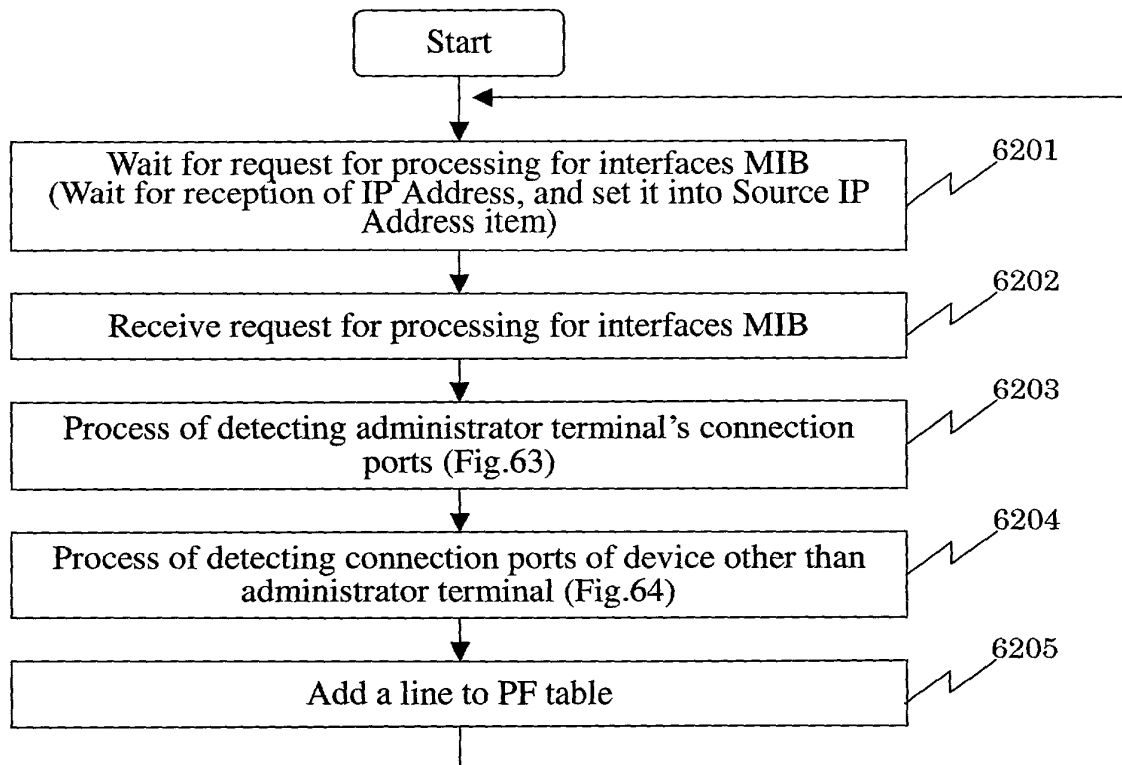 Start
Wait for request for processing for interfaces MIB
(Wait for reception of IP Address, and set it into Source IP
Address item)
6201
Receive request for processing for interfaces MIB
6202
Process of detecting administrator terminal’s connection
ports (Fig.63)
6203
Process of detecting connection ports of device other than
administrator terminal (Fig.64)
6204
Add a line to PF table
6205